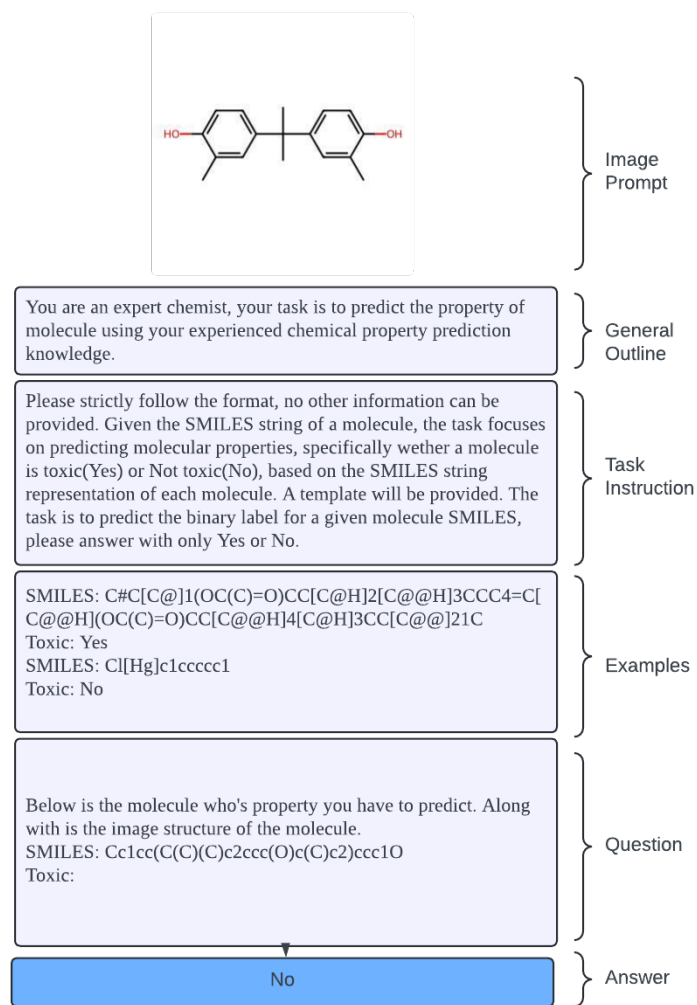 HO
OH
Image
Prompt
You are an expert chemist, your task is to predict the property of
molecule using your experienced chemical property prediction
knowledge.
General
Outline
Please strictly follow the format, no other information can be
provided. Given the SMILES string of a molecule, the task focuses
on predicting molecular properties, specifically wether a molecule
is toxic(Yes) or Not toxic(No), based on the SMILES string
representation of each molecule. A template will be provided. The
task is to predict the binary label for a given molecule SMILES,
please answer with only Yes or No.
Task
Instruction
SMILES: C#C[C@]1(OC(C)=O)CC[C@H]2[C@@H]3CCC4=C[
C@@H](OC(C)=O)CC[C@@H]4[C@H]3CC[C@@]21C
Toxic: Yes
SMILES: Cl[Hg]c1ccccc1
Toxic: No
Examples
Below is the molecule who's property you have to predict. Along
with is the image structure of the molecule.
SMILES: Cc1cc(C(C)(C)c2ccc(O)c(C)c2)ccc1O
Toxic:
Question
No
Answer